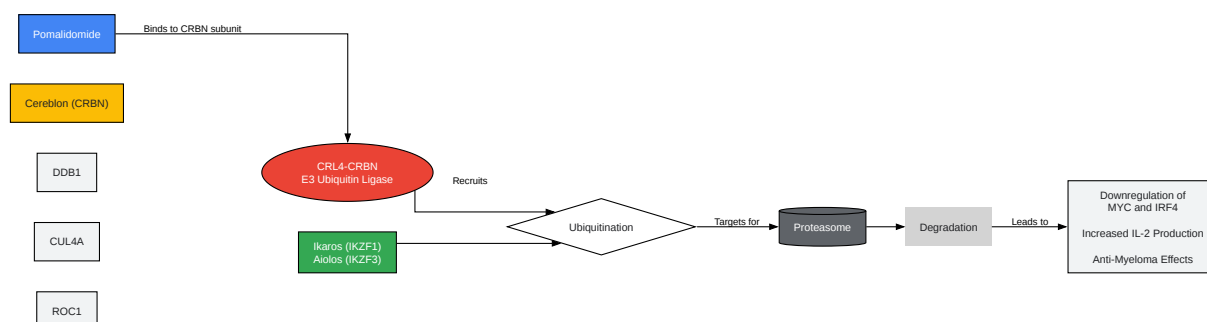 Pomalidomide
Binds to CRBN subunit
Cereblon (CRBN)
DDB1
CUL4A
ROC1
CRL4-CRBN
E3 Ubiquitin Ligase
Recruits
Ikaros (IKZF1)
Aiolos (IKZF3)
Ubiquitination
Targets for
Proteasome
Degradation
Leads to
Downregulation of
MYC and IRF4
Increased IL-2 Production
Anti-Myeloma Effects